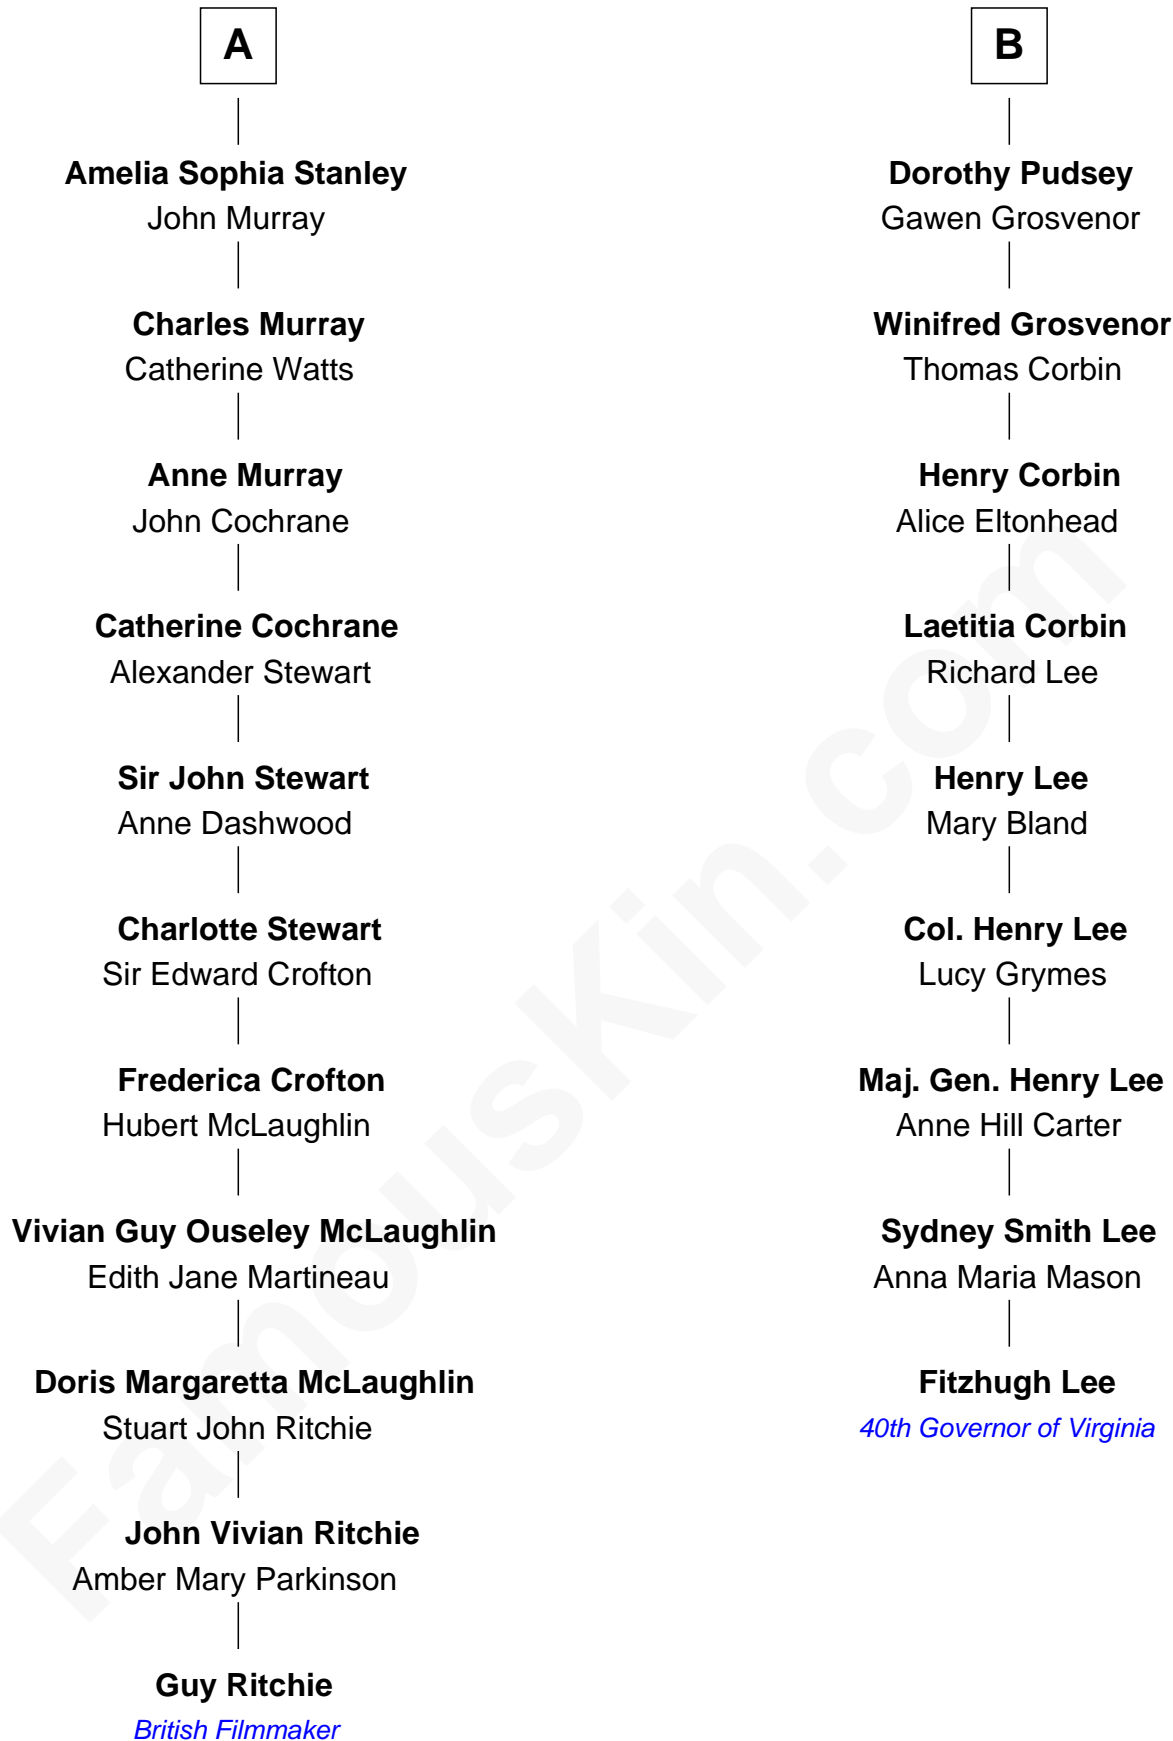 A
Amelia Sophia Stanley
John Murray
Charles Murray
Catherine Watts
Anne Murray
John Cochrane
Catherine Cochrane
Alexander Stewart
Sir John Stewart
Anne Dashwood
Charlotte Stewart
Sir Edward Crofton
Frederica Crofton
Hubert McLaughlin
Vivian Guy Ouseley McLaughlin
Edith Jane Martineau
Doris Margaretta McLaughlin
Stuart John Ritchie
John Vivian Ritchie
Amber Mary Parkinson
Guy Ritchie
British Filmmaker
B
Dorothy Pudsey
Gawen Grosvenor
Winifred Grosvenor
Thomas Corbin
Henry Corbin
Alice Eltonhead
Laetitia Corbin
Richard Lee
Henry Lee
Mary Bland
Col. Henry Lee
Lucy Grymes
Maj. Gen. Henry Lee
Anne Hill Carter
Sydney Smith Lee
Anna Maria Mason
Fitzhugh Lee
40th Governor of Virginia
FamousKin.com